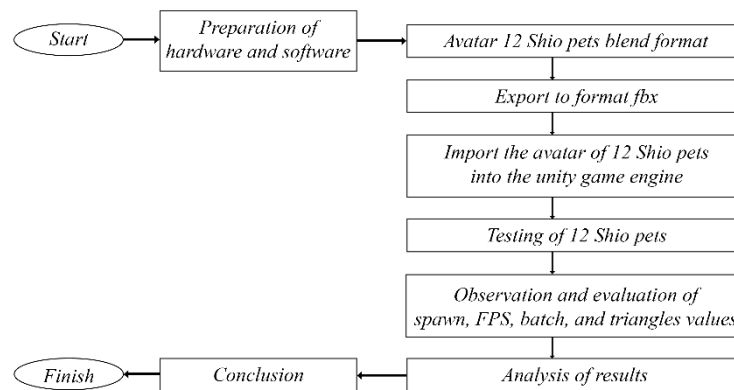 Start
Preparation of
hardware and software
Avatar 12 Shio pets blend format
Export to format fbx
Import the avatar of 12 Shio pets
into the unity game engine
Testing of 12 Shio pets
Observation and evaluation of
spawn, FPS, batch, and triangles values
Analysis of results
Conclusion
Finish